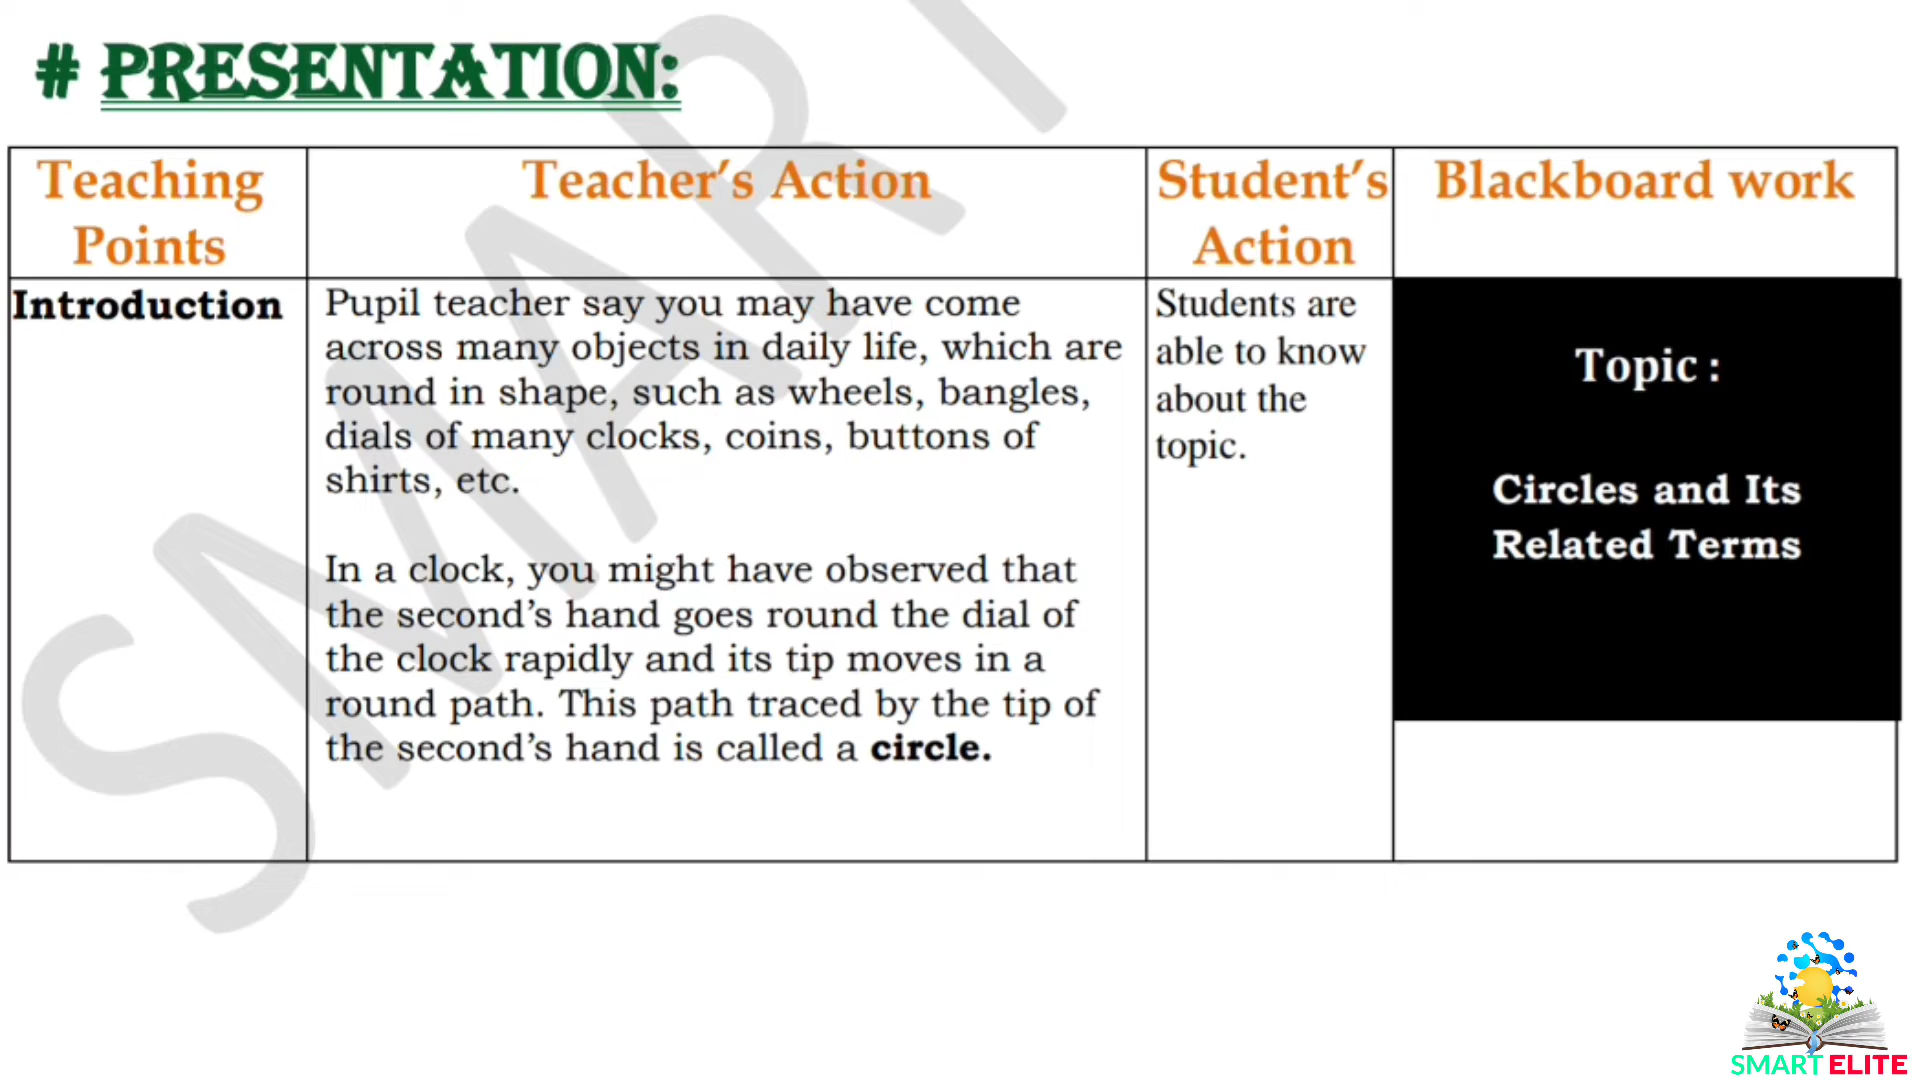 # PRESENTATION:
Teaching
Points
Teacher’s Action
Student’s
Action
Blackboard work
Introduction
Pupil teacher say you may have come
across many objects in daily life, which are
round in shape, such as wheels, bangles,
dials of many clocks, coins, buttons of
shirts, etc.
In a clock, you might have observed that
the second’s hand goes round the dial of
the clock rapidly and its tip moves in a
round path. This path traced by the tip of
the second’s hand is called a circle.
Students are
able to know
about the
topic.
Topic :
Circles and Its
Related Terms
SMART
SMART ELITE